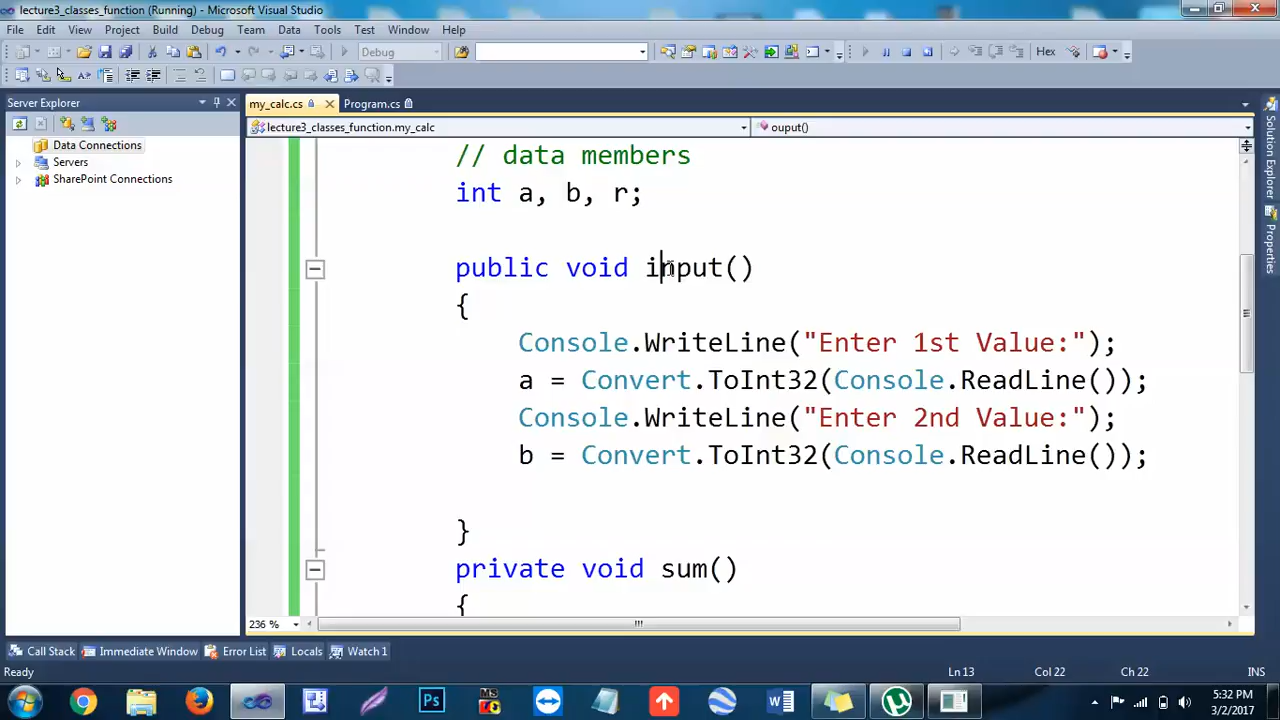 lecture3_classes_function (Running) - Microsoft Visual Studio
File Edit View Project Build Debug Team Data Tools Test Window Help
Debug Hex
Server Explorer
my_calc.cs Program.cs
lecture3_classes_function.my_calc ouput()
Data Connections
Servers
SharePoint Connections
// data members
int a, b, r;
public void input()
{
Console.WriteLine("Enter 1st Value:");
a = Convert.ToInt32(Console.ReadLine());
Console.WriteLine("Enter 2nd Value:");
b = Convert.ToInt32(Console.ReadLine());
}
private void sum()
{
Solution Explorer
Properties
236 %
Call Stack Immediate Window Error List Locals Watch 1
Ready Ln 13 Col 22 Ch 22 INS
Ps
MS
W
5:32 PM
3/2/2017